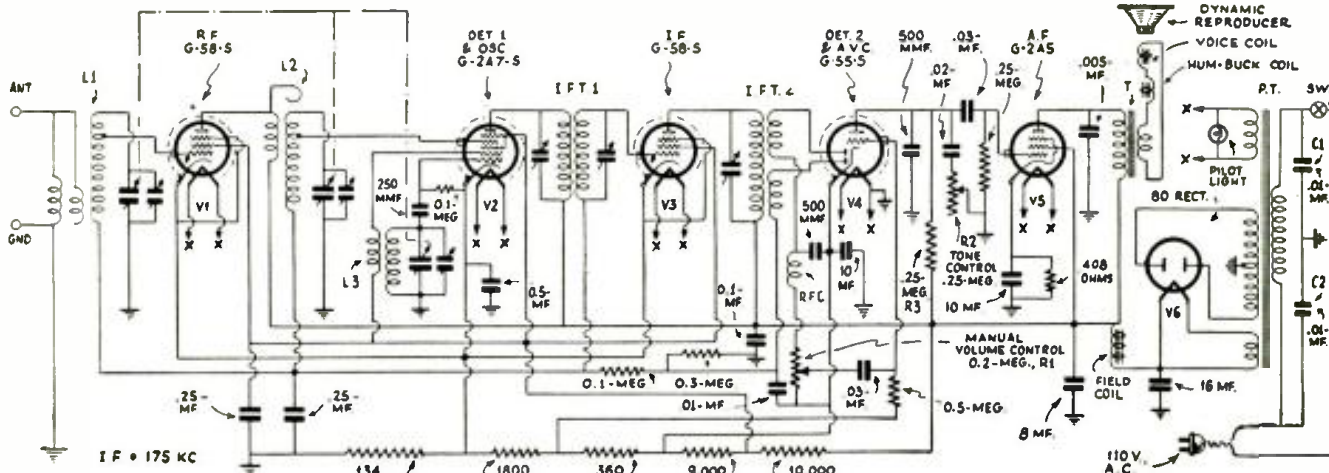 ANT
GND
L1
R.F
G-58-S
V1
L2
DET 1
& OSC
G-2A7-S
250
MMF.
0.1-
MEG
V2
L3
0.5-
MF
I F T. 1
I F
G-58-S
V3
I F T. 2
DET. 2
& A V C
G-55-S
V4
500
MMF
10
MF
RFC
500
MMF.
.03-
MF.
.02-
MF
.25-
MEG.
.25-
MEG.
R3
R2
TONE
CONTROL
.25-MEG
A.F
G-2A5
V5
10 MF
408
OHMS
.005-
MF
T
DYNAMIC
REPRODUCER
VOICE COIL
HUM-BUCK COIL
X
X
PILOT
LIGHT
P.T.
SW.
C1
.01-
MF.
C2
.01-
MF.
80 RECT.
V6
FIELD
COIL
16 MF.
8 MF.
110 V.
A.C.
X X
X X
X X
X X
X X
0.1-
MF
0.1-MEG
0.3-MEG
.01-MF
MANUAL
VOLUME CONTROL
0.2-MEG., R1
.03-
MF
0.5-MEG.
.25-
MF
.25-
MF
I F = 175 KC
134
1800
360
9,000
10,000